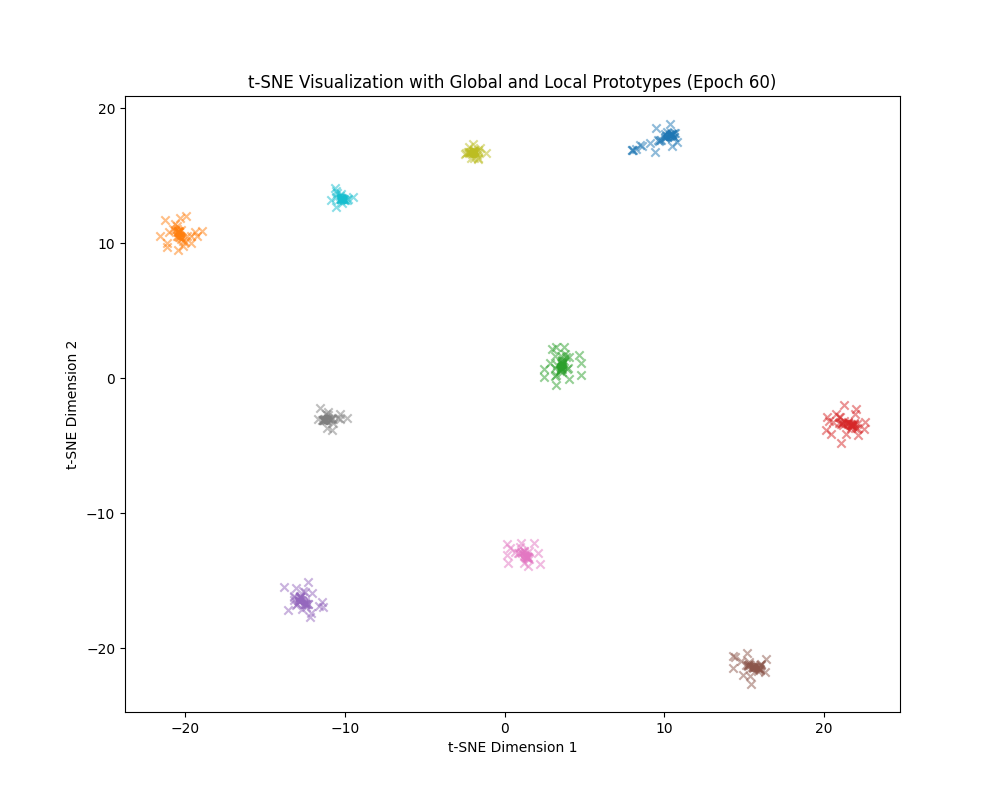 t-SNE Visualization with Global and Local Prototypes (Epoch 60)
20
10
0
−10
−20
t-SNE Dimension 2
−20 −10 0 10 20
t-SNE Dimension 1